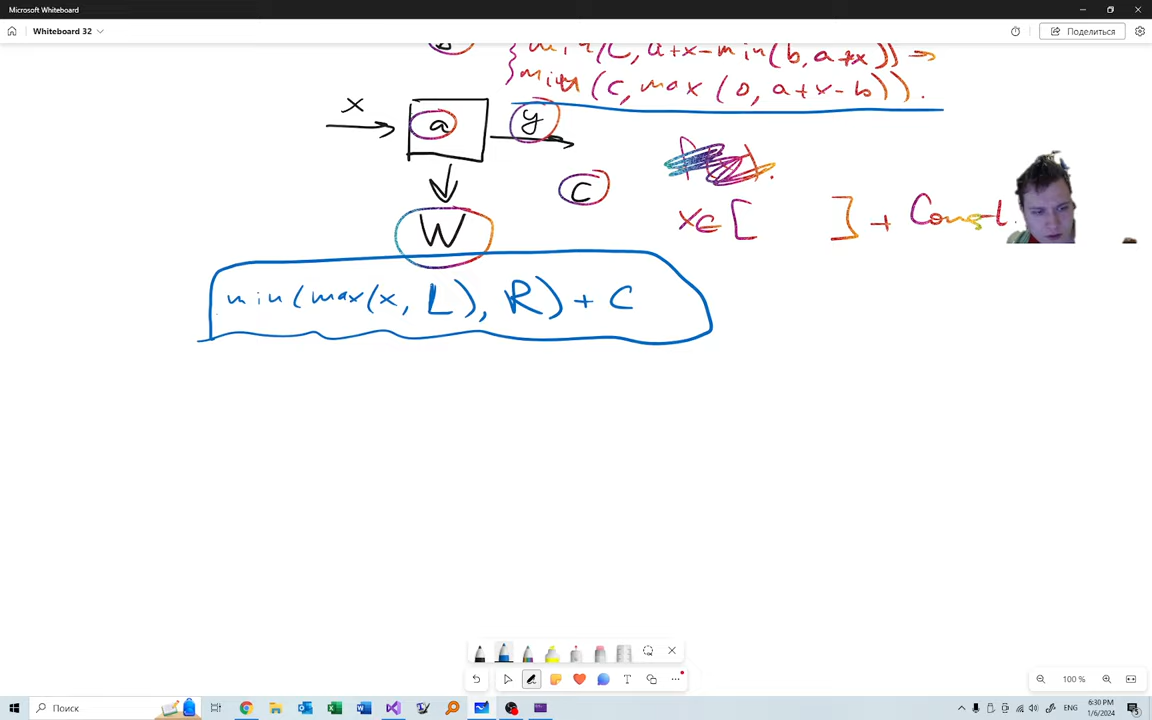 Microsoft Whiteboard
Whiteboard 32
Поделиться
min(C, a+x-min(b, a+x)) =>
min(C, max(0, a+x-b)).
x
a
y
C
W
x∈[ ] + Const.
min(max(x, L), R) + C
100 %
Поиск
ENG
6:30 PM
1/6/2024